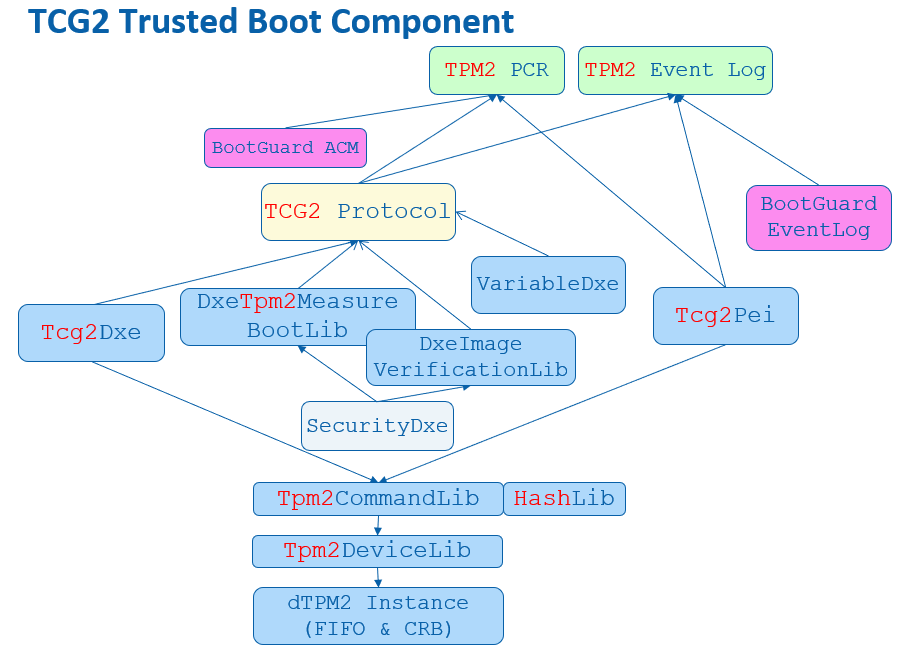 TCG2 Trusted Boot Component
TPM2 PCR
TPM2 Event Log
BootGuard ACM
TCG2 Protocol
BootGuard
EventLog
VariableDxe
DxeTpm2Measure
BootLib
Tcg2Dxe
Tcg2Pei
DxeImage
VerificationLib
SecurityDxe
Tpm2CommandLib
HashLib
Tpm2DeviceLib
dTPM2 Instance
(FIFO & CRB)